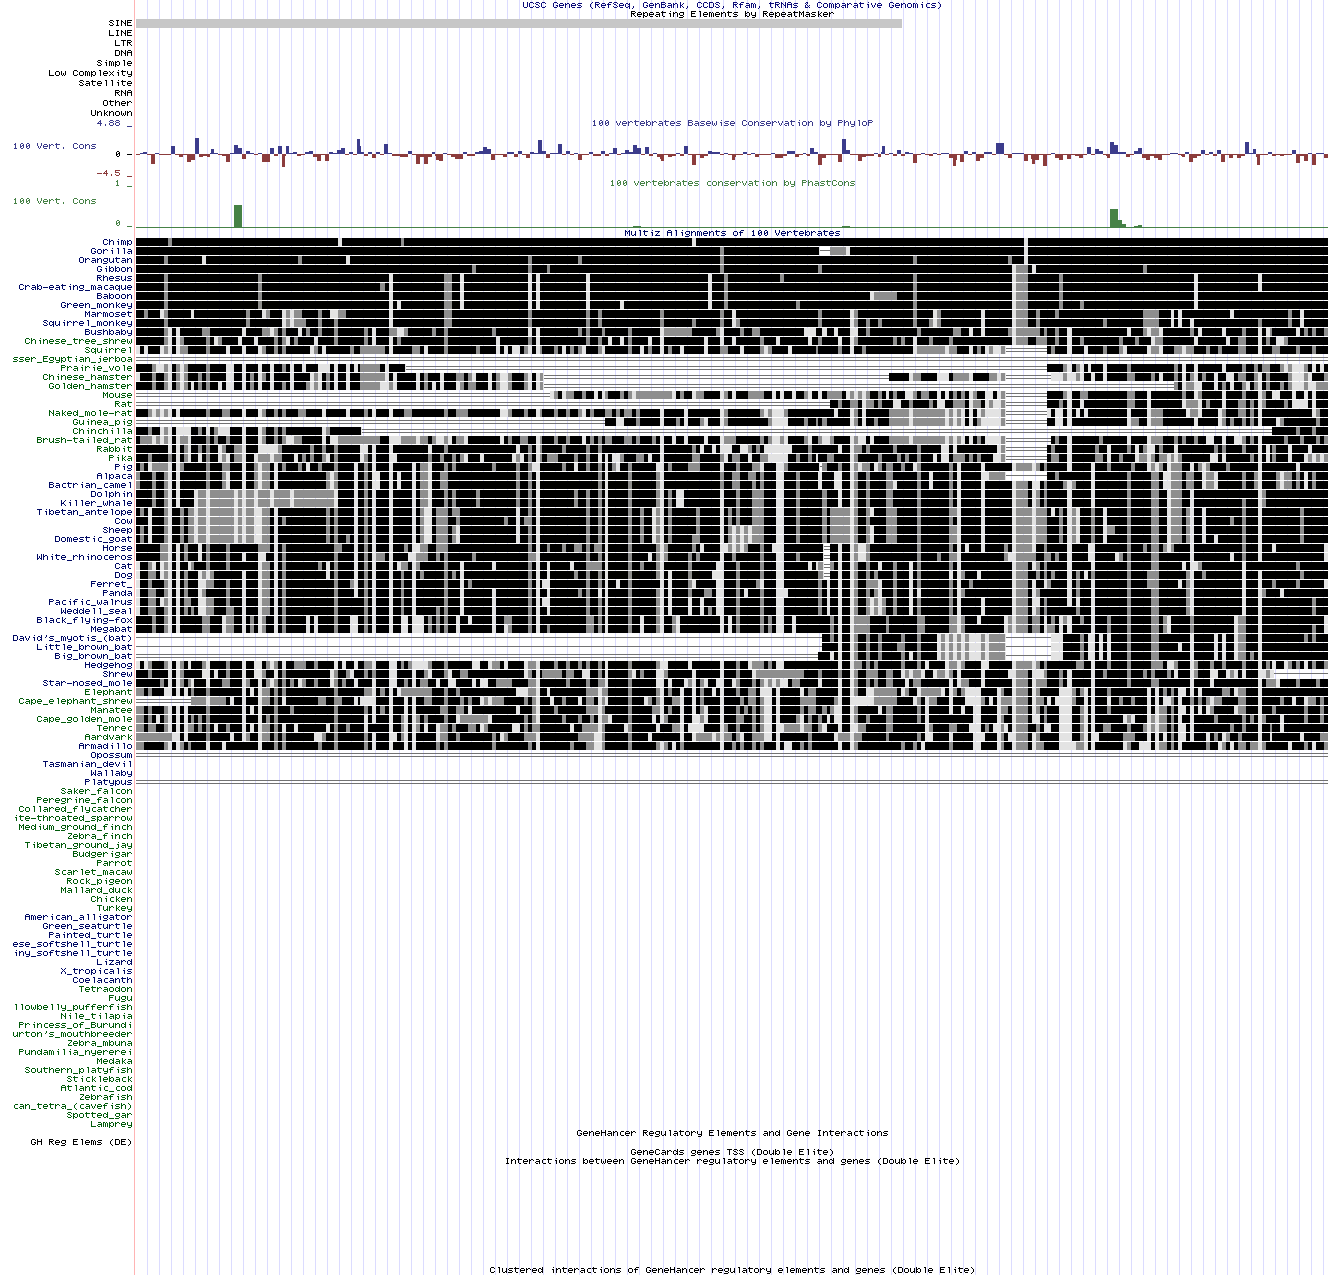 UCSC Genes (RefSeq, GenBank, CCDS, Rfam, tRNAs & Comparative Genomics)
Repeating Elements by RepeatMasker
SINE
LINE
LTR
DNA
Simple
Low Complexity
Satellite
RNA
Other
Unknown
4.88 _
100 vertebrates Basewise Conservation by PhyloP
100 Vert. Cons
0 -
-4.5 _
100 vertebrates conservation by PhastCons
1 _
100 Vert. Cons
0 _
Multiz Alignments of 100 Vertebrates
Chimp
Gorilla
Orangutan
Gibbon
Rhesus
Crab-eating_macaque
Baboon
Green_monkey
Marmoset
Squirrel_monkey
Bushbaby
Chinese_tree_shrew
Squirrel
sser_Egyptian_jerboa
Prairie_vole
Chinese_hamster
Golden_hamster
Mouse
Rat
Naked_mole-rat
Guinea_pig
Chinchilla
Brush-tailed_rat
Rabbit
Pika
Pig
Alpaca
Bactrian_camel
Dolphin
Killer_whale
Tibetan_antelope
Cow
Sheep
Domestic_goat
Horse
White_rhinoceros
Cat
Dog
Ferret_
Panda
Pacific_walrus
Weddell_seal
Black_flying-fox
Megabat
David's_myotis_(bat)
Little_brown_bat
Big_brown_bat
Hedgehog
Shrew
Star-nosed_mole
Elephant
Cape_elephant_shrew
Manatee
Cape_golden_mole
Tenrec
Aardvark
Armadillo
Opossum
Tasmanian_devil
Wallaby
Platypus
Saker_falcon
Peregrine_falcon
Collared_flycatcher
ite-throated_sparrow
Medium_ground_finch
Zebra_finch
Tibetan_ground_jay
Budgerigar
Parrot
Scarlet_macaw
Rock_pigeon
Mallard_duck
Chicken
Turkey
American_alligator
Green_seaturtle
Painted_turtle
ese_softshell_turtle
iny_softshell_turtle
Lizard
X_tropicalis
Coelacanth
Tetraodon
Fugu
llowbelly_pufferfish
Nile_tilapia
Princess_of_Burundi
urton's_mouthbreeder
Zebra_mbuna
Pundamilia_nyererei
Medaka
Southern_platyfish
Stickleback
Atlantic_cod
Zebrafish
can_tetra_(cavefish)
Spotted_gar
Lamprey
GeneHancer Regulatory Elements and Gene Interactions
GH Reg Elems (DE)
GeneCards genes TSS (Double Elite)
Interactions between GeneHancer regulatory elements and genes (Double Elite)
Clustered interactions of GeneHancer regulatory elements and genes (Double Elite)